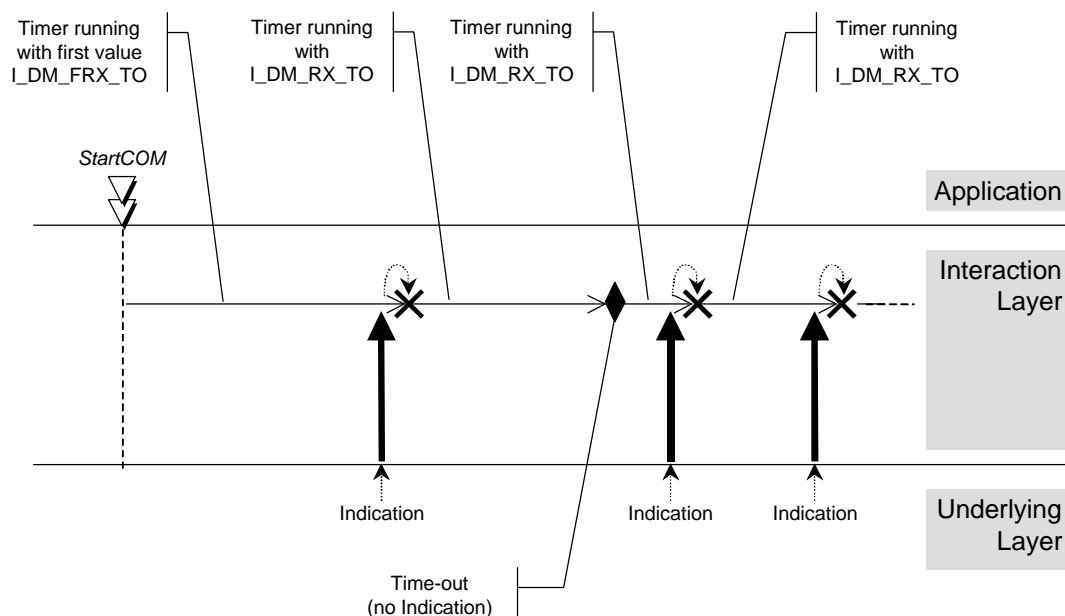 Timer running
with first value
I_DM_FRX_TO
Timer running
with
I_DM_RX_TO
Timer running
with
I_DM_RX_TO
Timer running
with
I_DM_RX_TO
StartCOM
Application
Interaction
Layer
Indication
Indication
Indication
Underlying
Layer
Time-out
(no Indication)